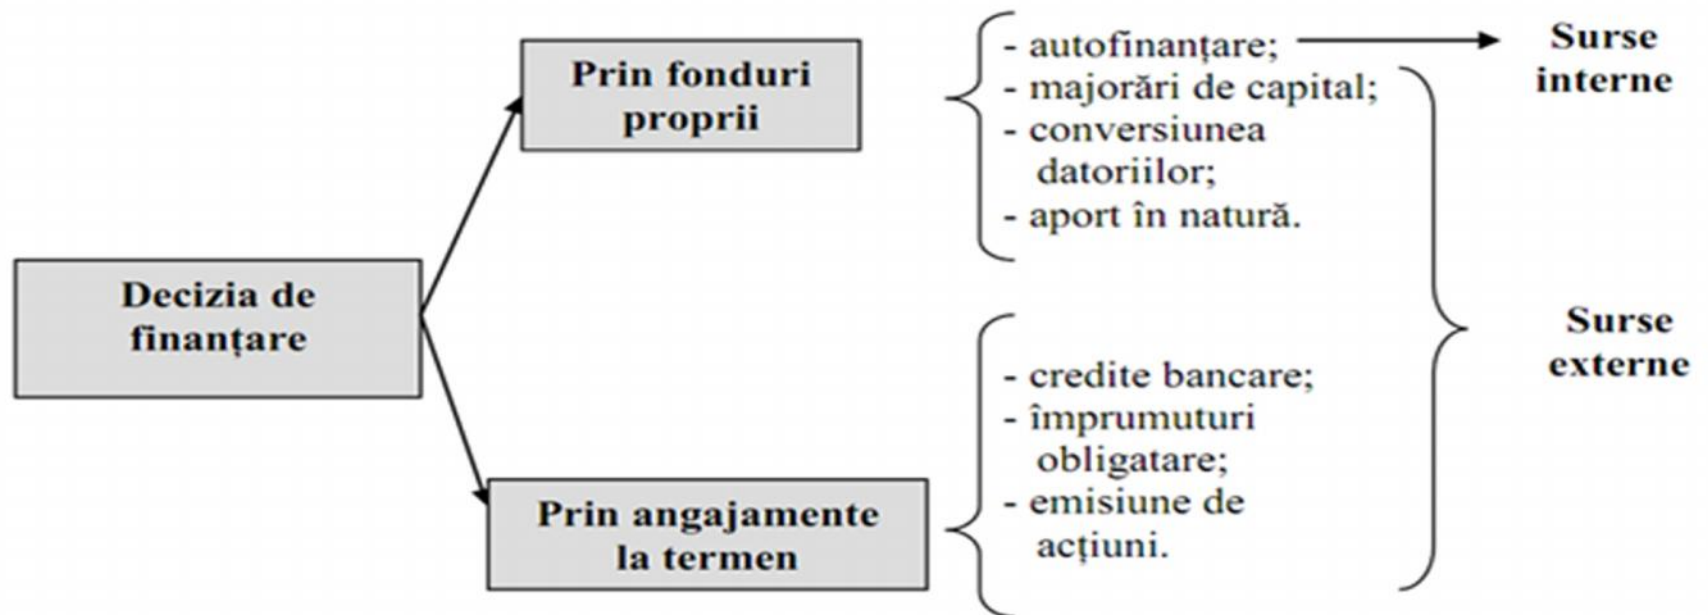 Decizia de
finanțare
Prin fonduri
proprii
- autofinanțare;
- majorări de capital;
- conversiunea
datoriilor;
- aport în natură.
Surse
interne
Prin angajamente
la termen
- credite bancare;
- împrumuturi
obligatare;
- emisiune de
acțiuni.
Surse
externe